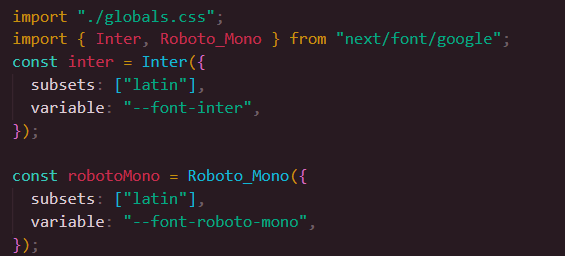 import "./globals.css";
import { Inter, Roboto_Mono } from "next/font/google";
const inter = Inter({
  subsets: ["latin"],
  variable: "--font-inter",
});

const robotoMono = Roboto_Mono({
  subsets: ["latin"],
  variable: "--font-roboto-mono",
});